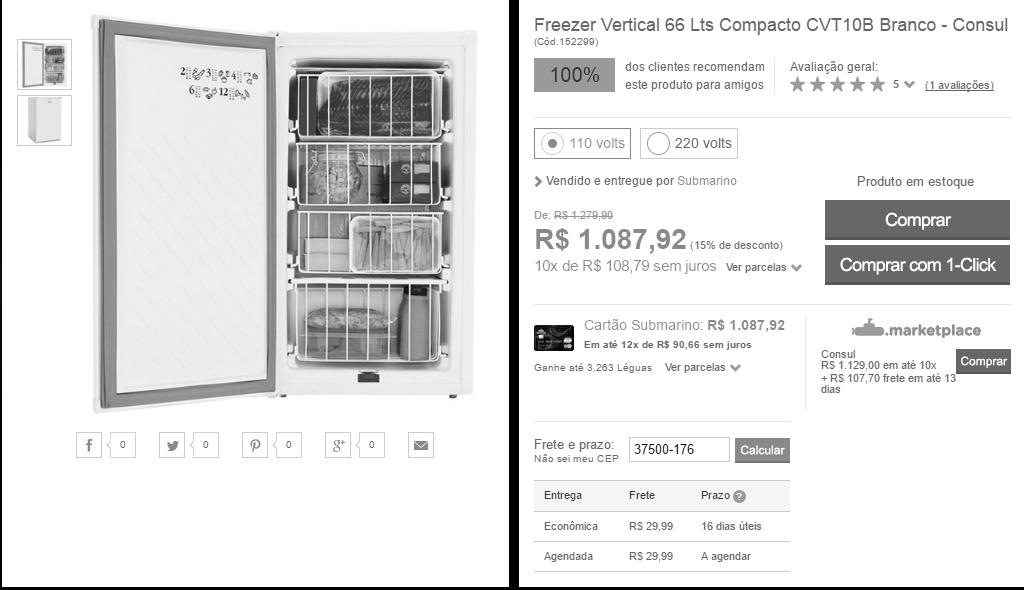 2 3 4
6 12
f 0 0 0 g+ 0
Freezer Vertical 66 Lts Compacto CVT10B Branco - Consul
(Cód.152299)
100%
dos clientes recomendam
este produto para amigos
Avaliação geral:
5 (1 avaliações)
110 volts 220 volts
Vendido e entregue por Submarino
Produto em estoque
De: R$ 1.279,90
R$ 1.087,92 (15% de desconto)
10x de R$ 108,79 sem juros Ver parcelas
Comprar
Comprar com 1-Click
Cartão Submarino: R$ 1.087,92
Em até 12x de R$ 90,66 sem juros
Ganhe até 3.263 Léguas Ver parcelas
.marketplace
Consul
R$ 1.129,00 em até 10x
+ R$ 107,70 frete em até 13
dias
Comprar
Frete e prazo:
Não sei meu CEP
37500-176
Calcular
Entrega Frete Prazo ?
Econômica R$ 29,99 16 dias úteis
Agendada R$ 29,99 A agendar